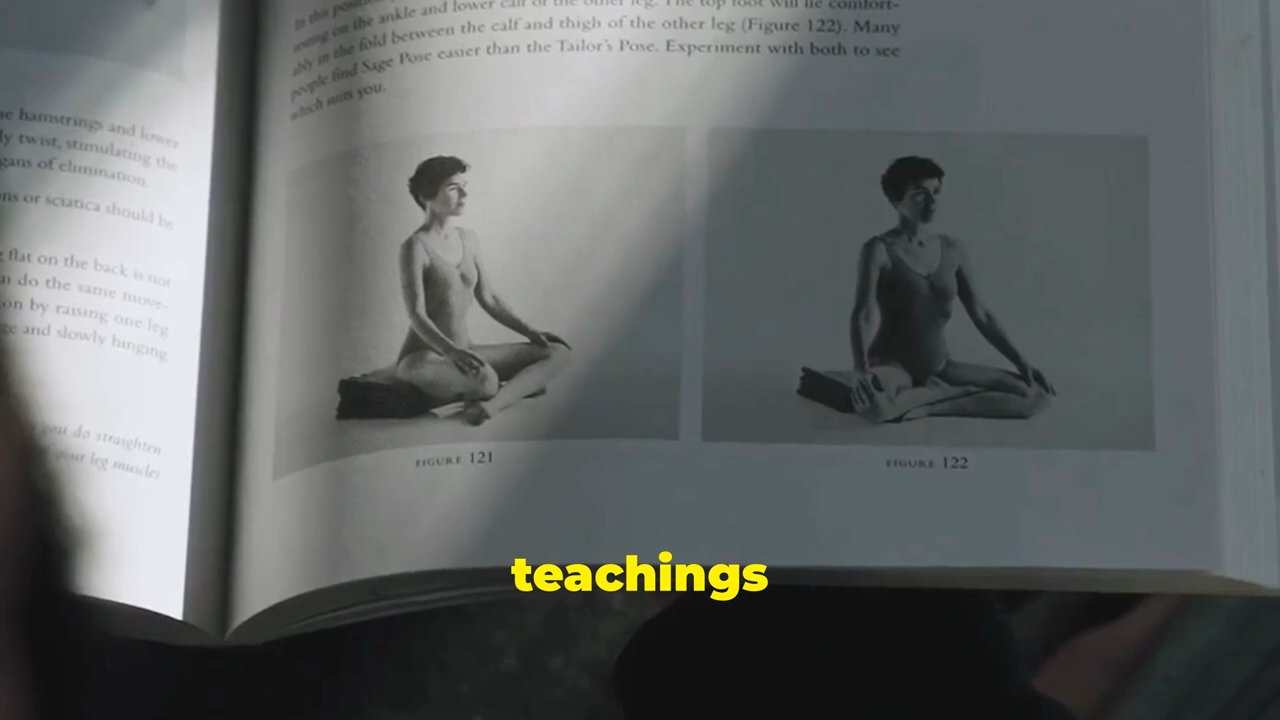 he hamstrings and lower
ly twist, stimulating the
gans of elimination.
ns or sciatica should be
flat on the back is not
n do the same move-
on by raising one leg
ge and slowly hinging
you do straighten
your leg muscles
In this position
resting on the ankle and lower calf of the other leg. The top foot will lie comfort-
ably in the fold between the calf and thigh of the other leg (Figure 122). Many
people find Sage Pose easier than the Tailor's Pose. Experiment with both to see
which suits you.
FIGURE 121
FIGURE 122
teachings